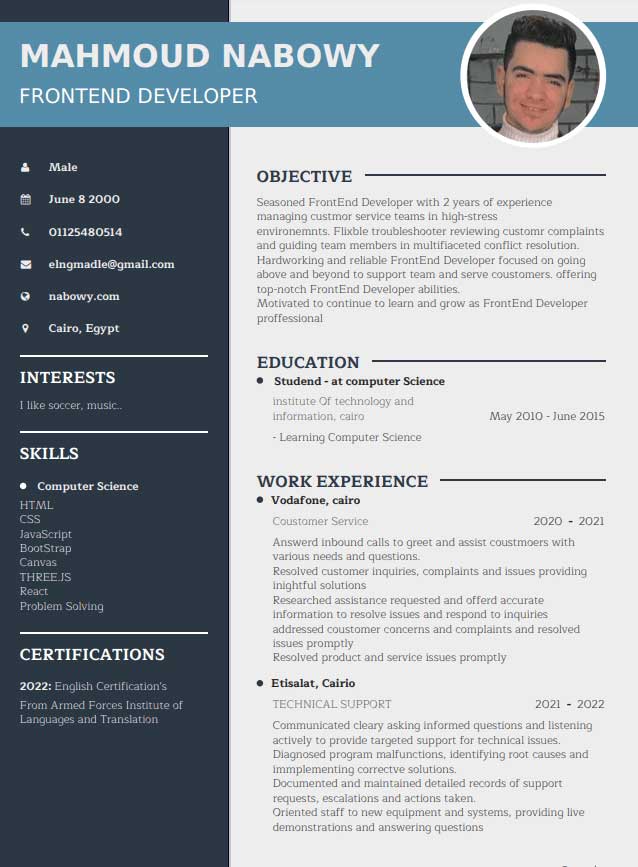 MAHMOUD NABOWY
FRONTEND DEVELOPER
Male
June 8 2000
01125480514
elngmadle@gmail.com
nabowy.com
Cairo, Egypt
INTERESTS
I like soccer, music..
SKILLS
Computer Science
HTML
CSS
JavaScript
BootStrap
Canvas
THREE.JS
React
Problem Solving
CERTIFICATIONS
2022: English Certification's
From Armed Forces Institute of
Languages and Translation
OBJECTIVE
Seasoned FrontEnd Developer with 2 years of experience
managing custmor service teams in high-stress
environemnts. Flixble troubleshooter reviewing customr complaints
and guiding team members in multifiaceted conflict resolution.
Hardworking and reliable FrontEnd Developer focused on going
above and beyond to support team and serve coustomers. offering
top-notch FrontEnd Developer abilities.
Motivated to continue to learn and grow as FrontEnd Developer
proffessional
EDUCATION
Studend - at computer Science
institute Of technology and
information, cairo May 2010 - June 2015
- Learning Computer Science
WORK EXPERIENCE
Vodafone, cairo
Coustomer Service 2020 - 2021
Answerd inbound calls to greet and assist coustmoers with
various needs and questions.
Resolved customer inquiries, complaints and issues providing
inightful solutions
Researched assistance requested and offerd accurate
information to resolve issues and respond to inquiries
addressed coustomer concerns and complaints and resolved
issues promptly
Resolved product and service issues promptly
Etisalat, Cairio
TECHNICAL SUPPORT 2021 - 2022
Communicated cleary asking informed questions and listening
actively to provide targeted support for technical issues.
Diagnosed program malfunctions, identifying root causes and
immplementing correctve solutions.
Documented and maintained detailed records of support
requests, escalations and actions taken.
Oriented staff to new equipment and systems, providing live
demonstrations and answering questions